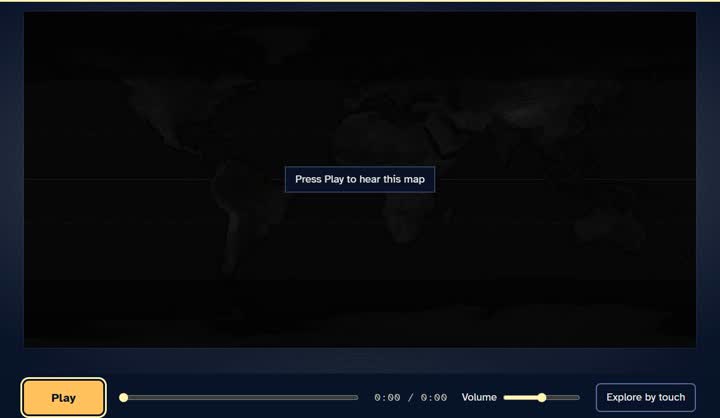 Press Play to hear this map
Play
0:00 / 0:00
Volume
Explore by touch